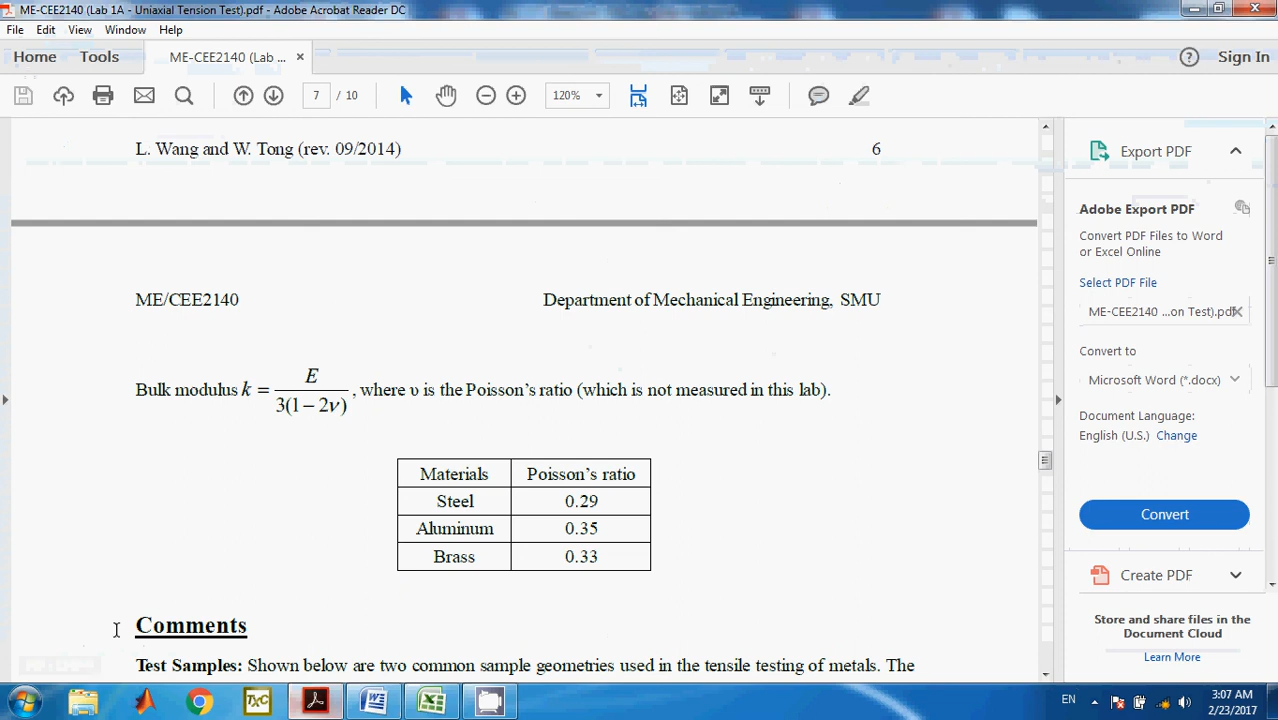 ME-CEE2140 (Lab 1A - Uniaxial Tension Test).pdf - Adobe Acrobat Reader DC
File Edit View Window Help
Home Tools ME-CEE2140 (Lab ... × Sign In
7 / 10 120%
L. Wang and W. Tong (rev. 09/2014) 6
ME/CEE2140 Department of Mechanical Engineering, SMU
Bulk modulus k = E / 3(1 − 2ν) , where υ is the Poisson's ratio (which is not measured in this lab).
Materials Poisson's ratio
Steel 0.29
Aluminum 0.35
Brass 0.33
Comments
Test Samples: Shown below are two common sample geometries used in the tensile testing of metals. The
Export PDF
Adobe Export PDF
Convert PDF Files to Word
or Excel Online
Select PDF File
ME-CEE2140 ...on Test).pdf
Convert to
Microsoft Word (*.docx)
Document Language:
English (U.S.) Change
Convert
Create PDF
Store and share files in the
Document Cloud
Learn More
TXC
EN
3:07 AM
2/23/2017